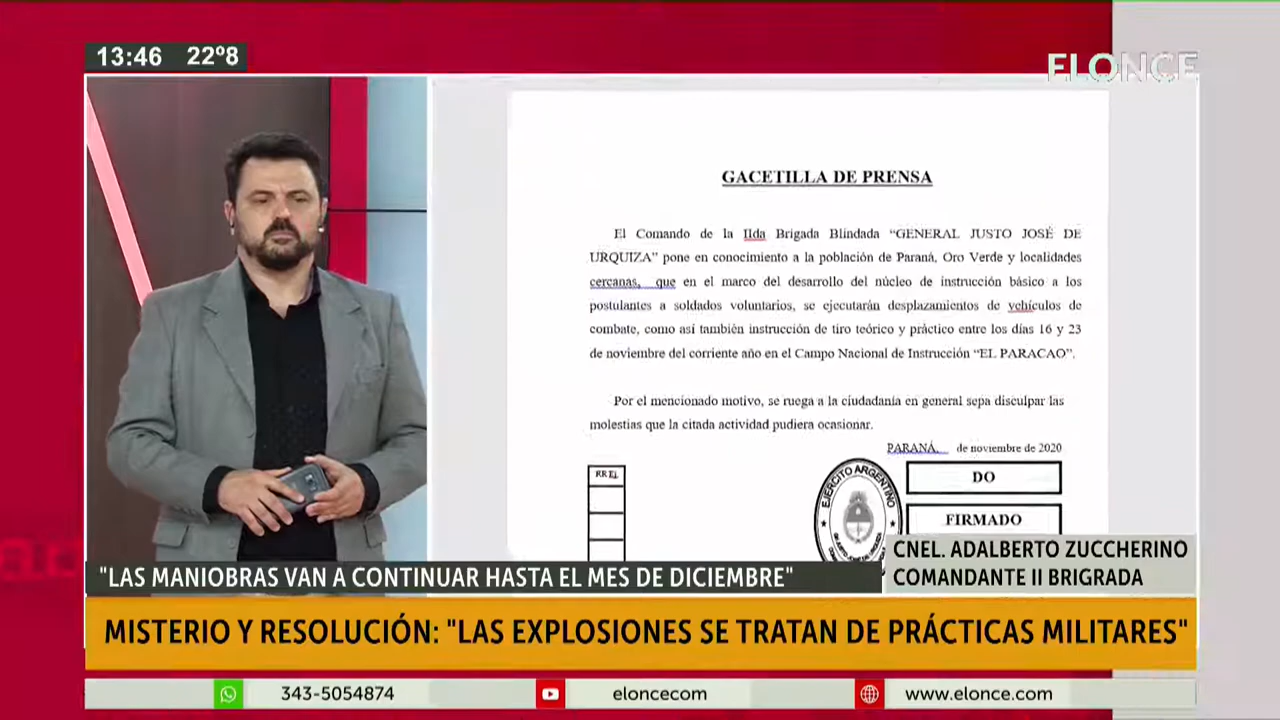 13:46 22º8
ELONCE
GACETILLA DE PRENSA
El Comando de la IIda Brigada Blindada “GENERAL JUSTO JOSÉ DE
URQUIZA” pone en conocimiento a la población de Paraná, Oro Verde y localidades
cercanas, que en el marco del desarrollo del núcleo de instrucción básico a los
postulantes a soldados voluntarios, se ejecutarán desplazamientos de vehículos de
combate, como así también instrucción de tiro teórico y práctico entre los días 16 y 23
de noviembre del corriente año en el Campo Nacional de Instrucción “EL PARACAO”.
Por el mencionado motivo, se ruega a la ciudadanía en general sepa disculpar las
molestias que la citada actividad pudiera ocasionar.
PARANÁ, de noviembre de 2020
RREI
DO
EJERCITO ARGENTINO
FIRMADO
CNEL. ADALBERTO ZUCCHERINO
COMANDANTE II BRIGRADA
"LAS MANIOBRAS VAN A CONTINUAR HASTA EL MES DE DICIEMBRE"
MISTERIO Y RESOLUCIÓN: "LAS EXPLOSIONES SE TRATAN DE PRÁCTICAS MILITARES"
343-5054874
eloncecom
www.elonce.com